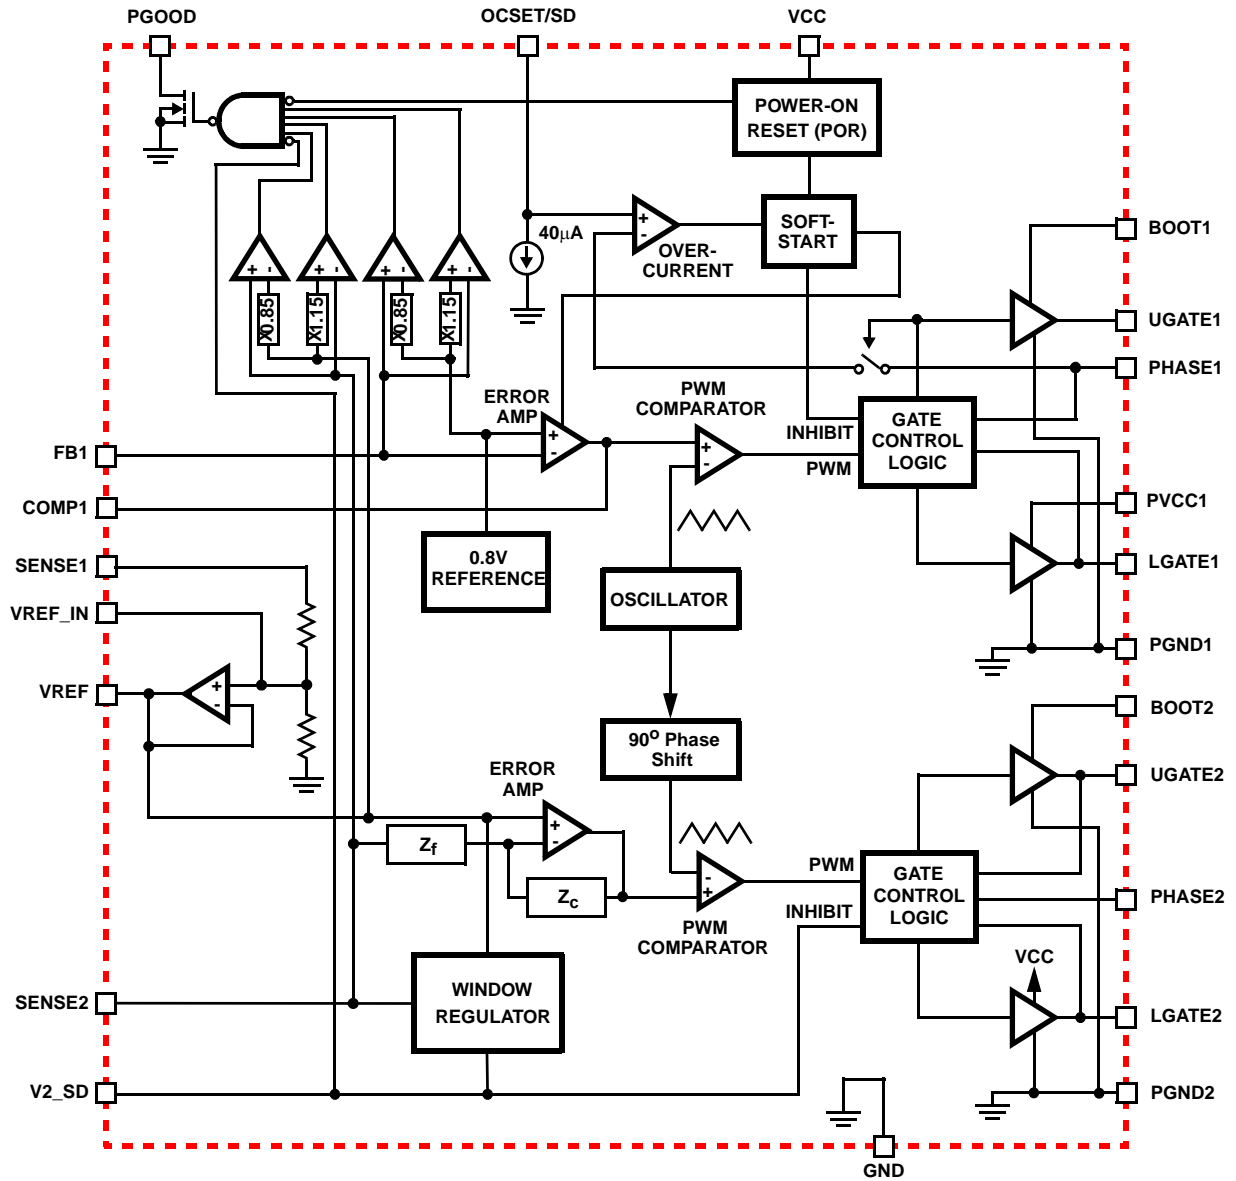 PGOOD
OCSET/SD
VCC
POWER-ON
RESET (POR)
SOFT-
START
40µA
+
-
OVER-
CURRENT
BOOT1
+ -
+ -
+ -
+ -
X0.85
X1.15
X0.85
X1.15
UGATE1
PHASE1
ERROR
AMP
PWM
COMPARATOR
+
-
+
-
INHIBIT
PWM
GATE
CONTROL
LOGIC
FB1
COMP1
PVCC1
SENSE1
0.8V
REFERENCE
LGATE1
OSCILLATOR
VREF_IN
PGND1
VREF
+
-
BOOT2
90o Phase
Shift
ERROR
AMP
UGATE2
+
-
Zf
Zc
-
+
PWM
COMPARATOR
PWM
INHIBIT
GATE
CONTROL
LOGIC
PHASE2
VCC
SENSE2
WINDOW
REGULATOR
LGATE2
V2_SD
PGND2
GND